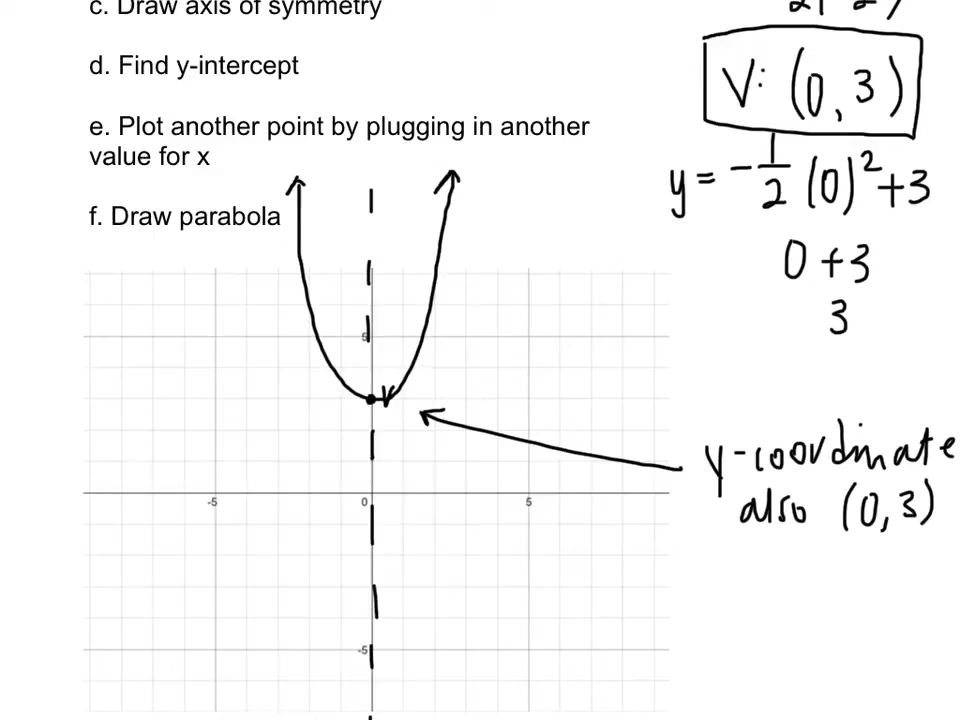 c. Draw axis of symmetry
d. Find y-intercept
e. Plot another point by plugging in another
value for x
f. Draw parabola
V: (0, 3)
y = -1/2 (0)² + 3
0 + 3
3
y-coordinate
also (0, 3)
5
-5 0 5
-5